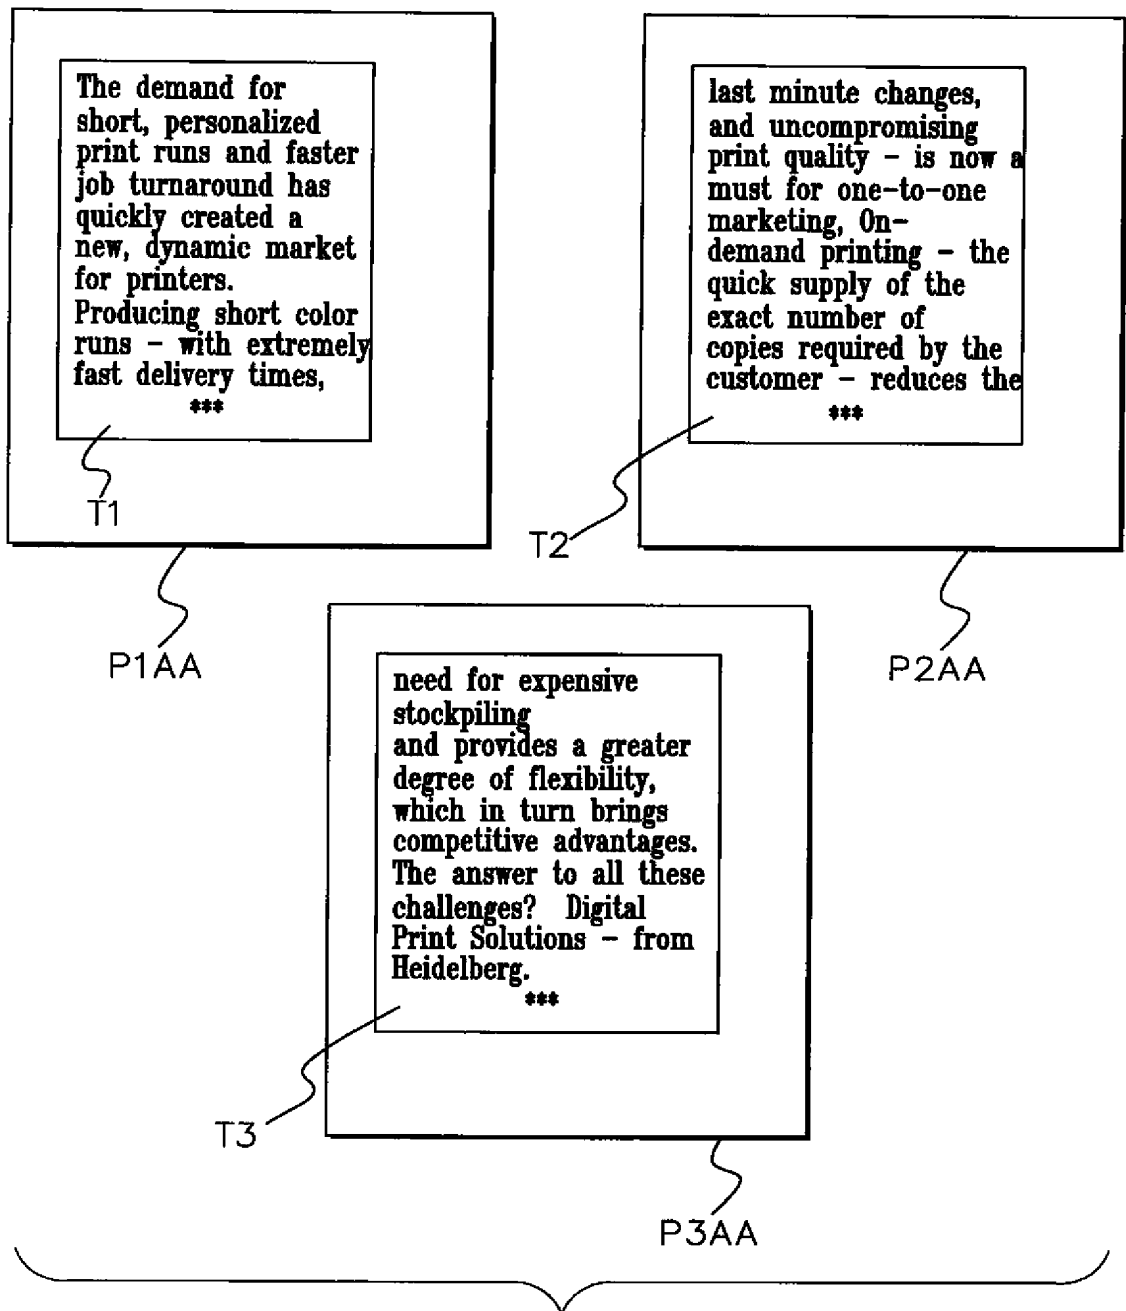 The demand for
short, personalized
print runs and faster
job turnaround has
quickly created a
new, dynamic market
for printers.
Producing short color
runs – with extremely
fast delivery times,
***
T1
P1AA
last minute changes,
and uncompromising
print quality – is now a
must for one-to-one
marketing, On-
demand printing – the
quick supply of the
exact number of
copies required by the
customer – reduces the
***
T2
P2AA
need for expensive
stockpiling
and provides a greater
degree of flexibility,
which in turn brings
competitive advantages.
The answer to all these
challenges? Digital
Print Solutions – from
Heidelberg.
***
T3
P3AA